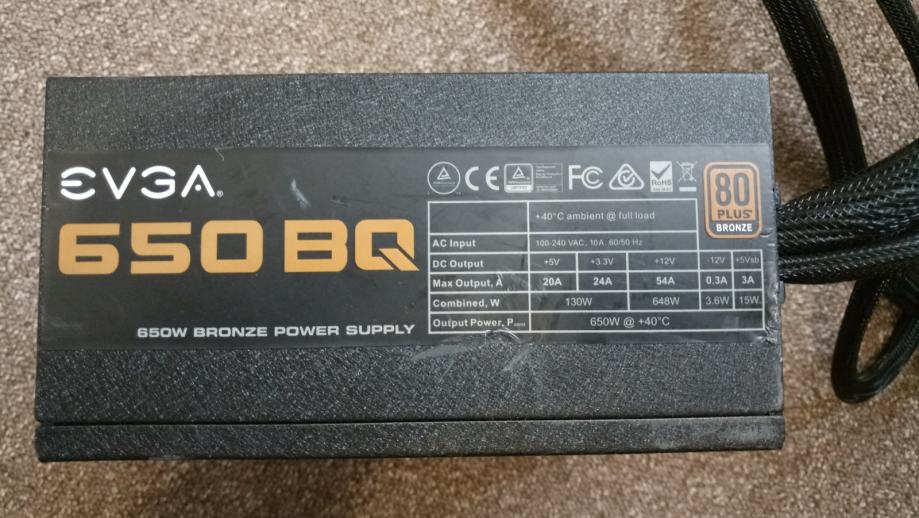 EVGA
650 BQ
650W BRONZE POWER SUPPLY
CE
FC
RoHS
80
PLUS
BRONZE
+40°C ambient @ full load
AC Input 100-240 VAC, 10A. 60/50 Hz
DC Output +5V +3.3V +12V -12V +5Vsb
Max Output, A 20A 24A 54A 0.3A 3A
Combined, W 130W 648W 3.6W 15W
Output Power, Pcont 650W @ +40°C